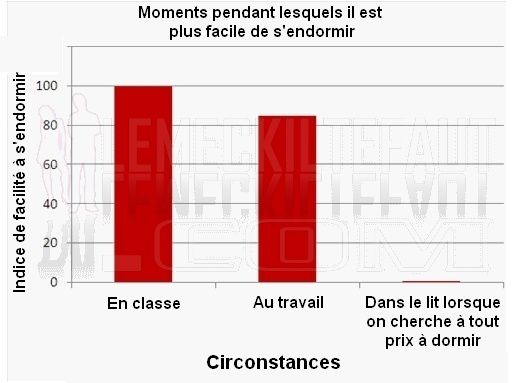 Moments pendant lesquels il est
plus facile de s'endormir
Indice de facilité à s'endormir
100
80
60
40
20
0
En classe
Au travail
Dans le lit lorsque
on cherche à tout
prix à dormir
Circonstances